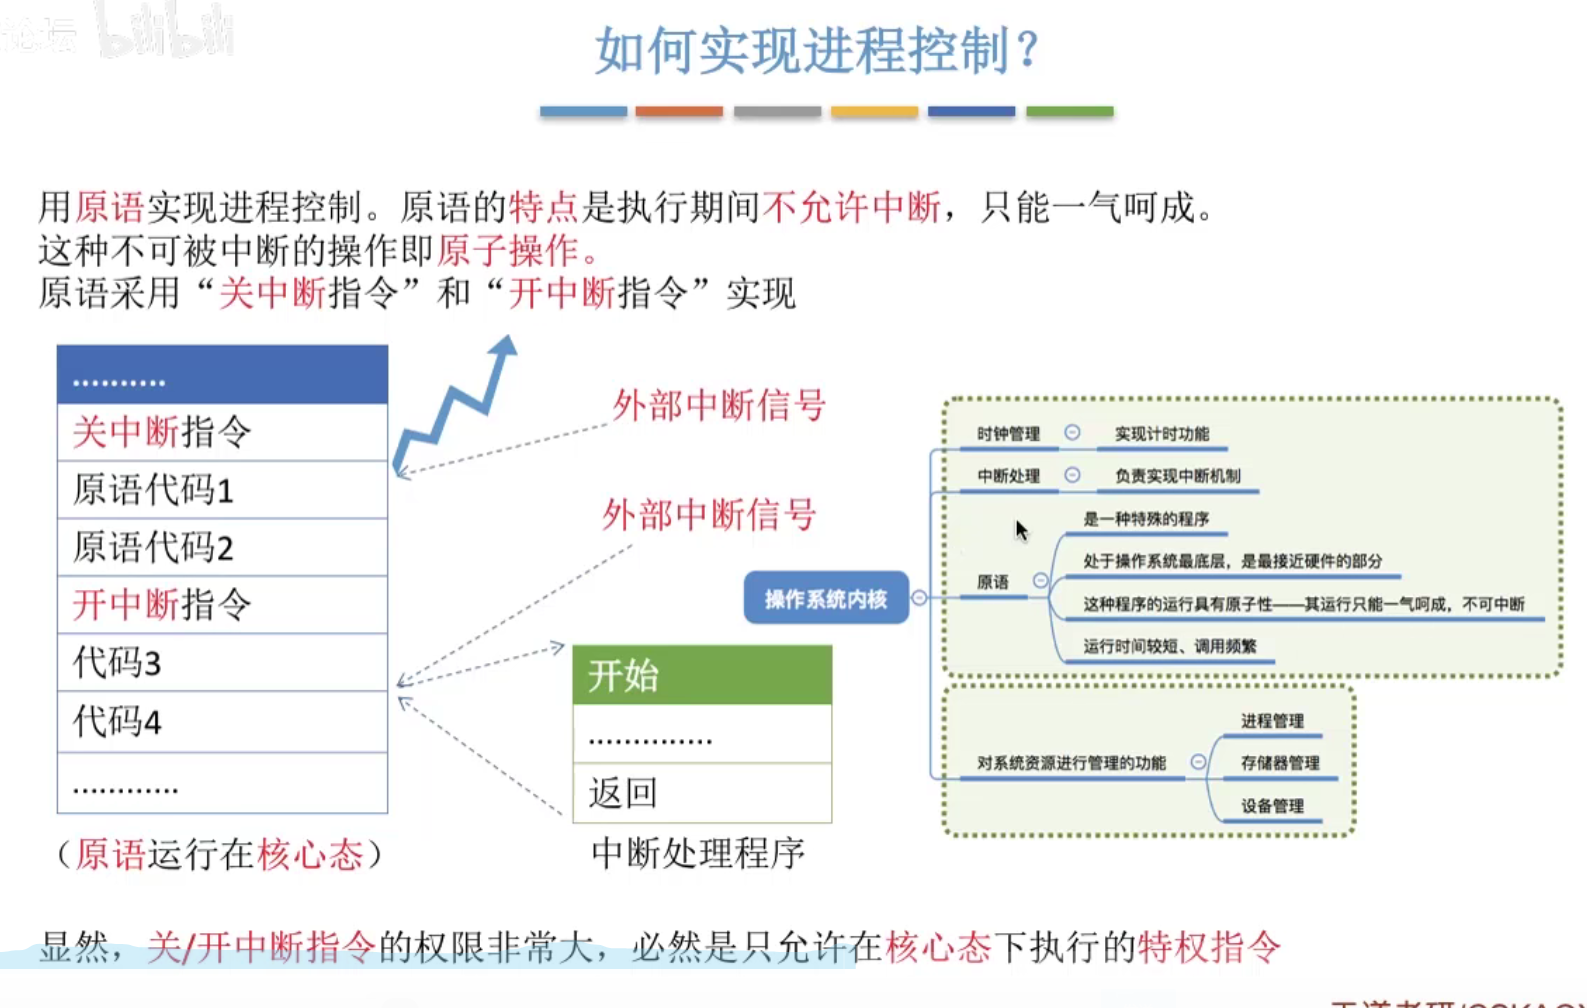 论坛 bilibili
如何实现进程控制？
用原语实现进程控制。原语的特点是执行期间不允许中断，只能一气呵成。
这种不可被中断的操作即原子操作。
原语采用“关中断指令”和“开中断指令”实现
..........
关中断指令
原语代码1
原语代码2
开中断指令
代码3
代码4
............
（原语运行在核心态）
外部中断信号
外部中断信号
开始
..............
返回
中断处理程序
操作系统内核
时钟管理 实现计时功能
中断处理 负责实现中断机制
原语
是一种特殊的程序
处于操作系统最底层，是最接近硬件的部分
这种程序的运行具有原子性——其运行只能一气呵成，不可中断
运行时间较短、调用频繁
对系统资源进行管理的功能
进程管理
存储器管理
设备管理
显然，关/开中断指令的权限非常大，必然是只允许在核心态下执行的特权指令